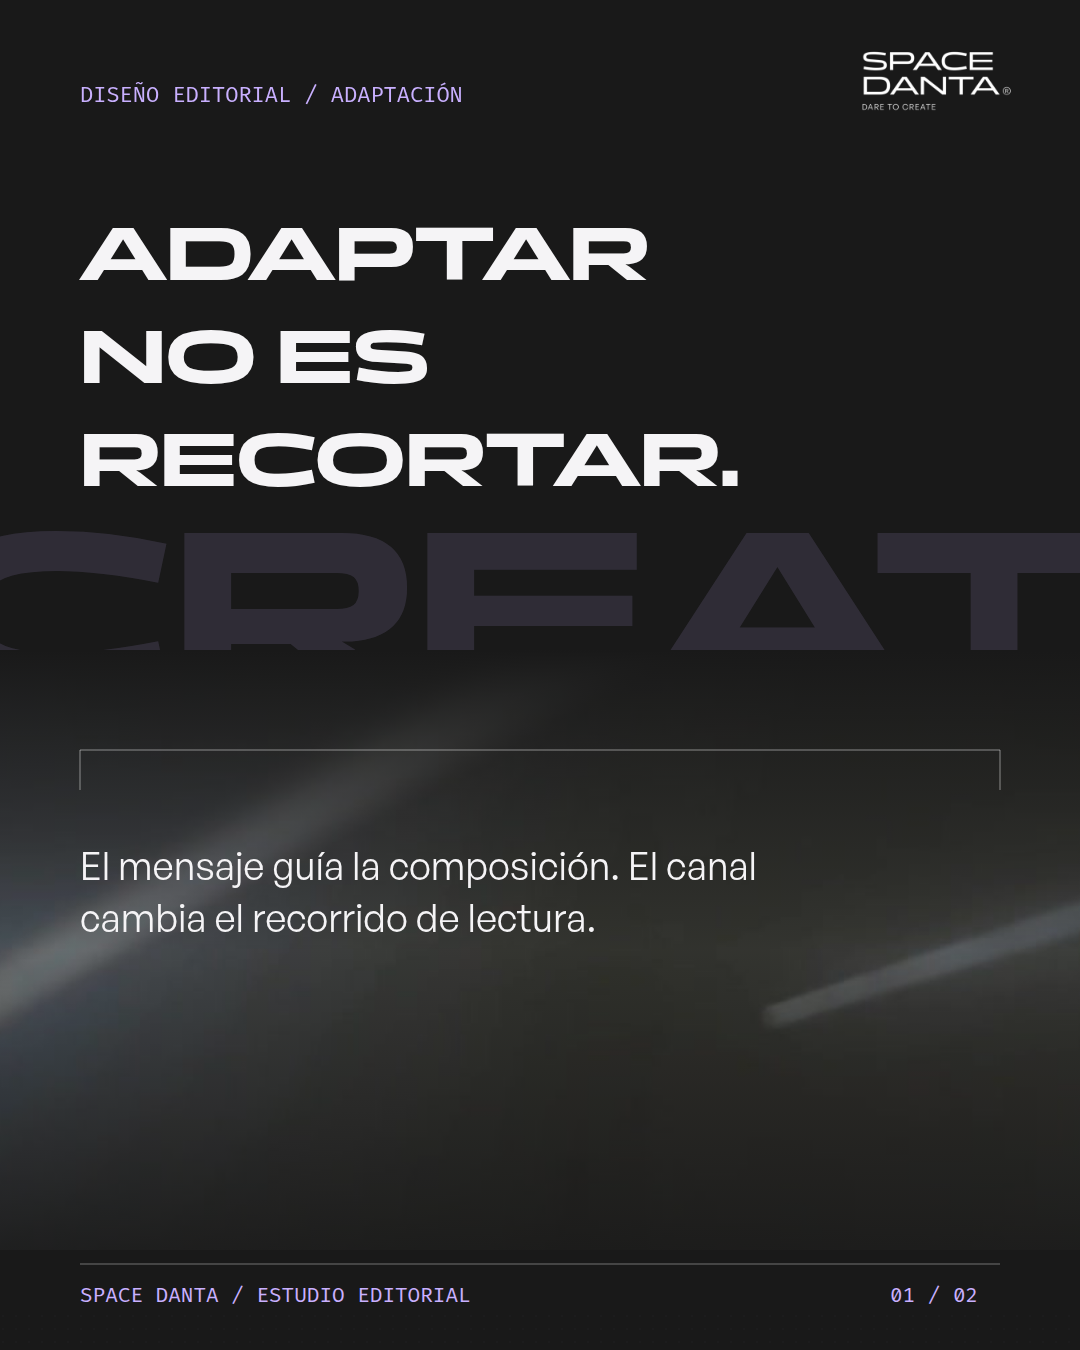 DISEÑO EDITORIAL / ADAPTACIÓN
SPACE
DANTA®
DARE TO CREATE
ADAPTAR
NO ES
RECORTAR.
CREAT
El mensaje guía la composición. El canal
cambia el recorrido de lectura.
SPACE DANTA / ESTUDIO EDITORIAL
01 / 02